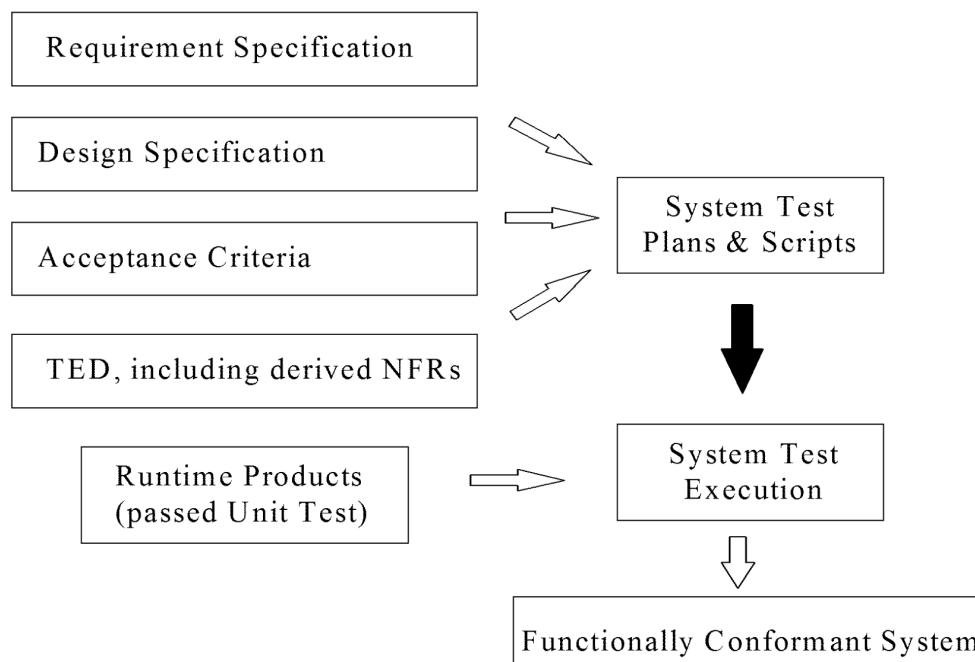 Requirement Specification
Design Specification
Acceptance Criteria
TED, including derived NFRs
System Test
Plans & Scripts
Runtime Products
(passed Unit Test)
System Test
Execution
Functionally Conformant System